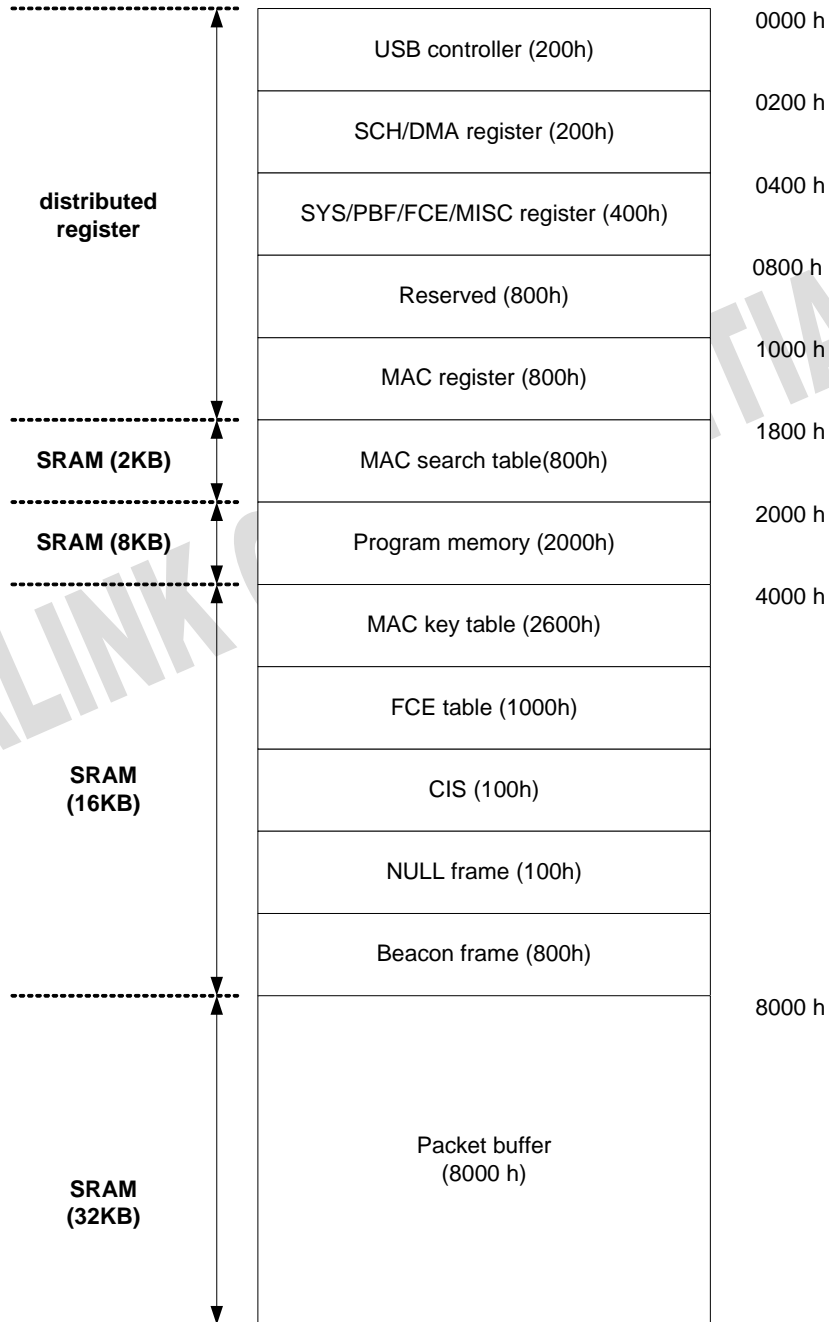 0000 h
USB controller (200h)
0200 h
SCH/DMA register (200h)
0400 h
distributed
register
SYS/PBF/FCE/MISC register (400h)
0800 h
Reserved (800h)
1000 h
MAC register (800h)
1800 h
SRAM (2KB)
MAC search table(800h)
2000 h
SRAM (8KB)
Program memory (2000h)
4000 h
MAC key table (2600h)
FCE table (1000h)
SRAM
(16KB)
CIS (100h)
NULL frame (100h)
Beacon frame (800h)
8000 h
Packet buffer
(8000 h)
SRAM
(32KB)